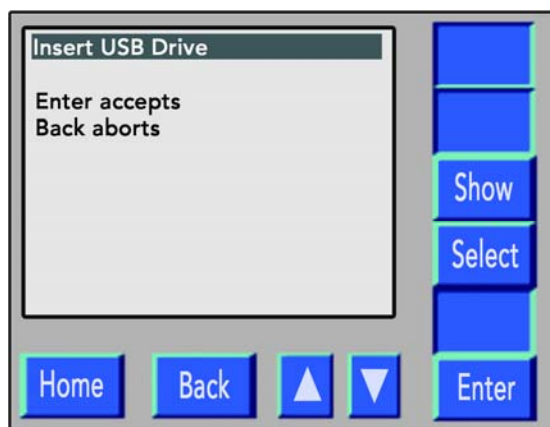 Insert USB Drive
Enter accepts
Back aborts
Show
Select
Home
Back
Enter